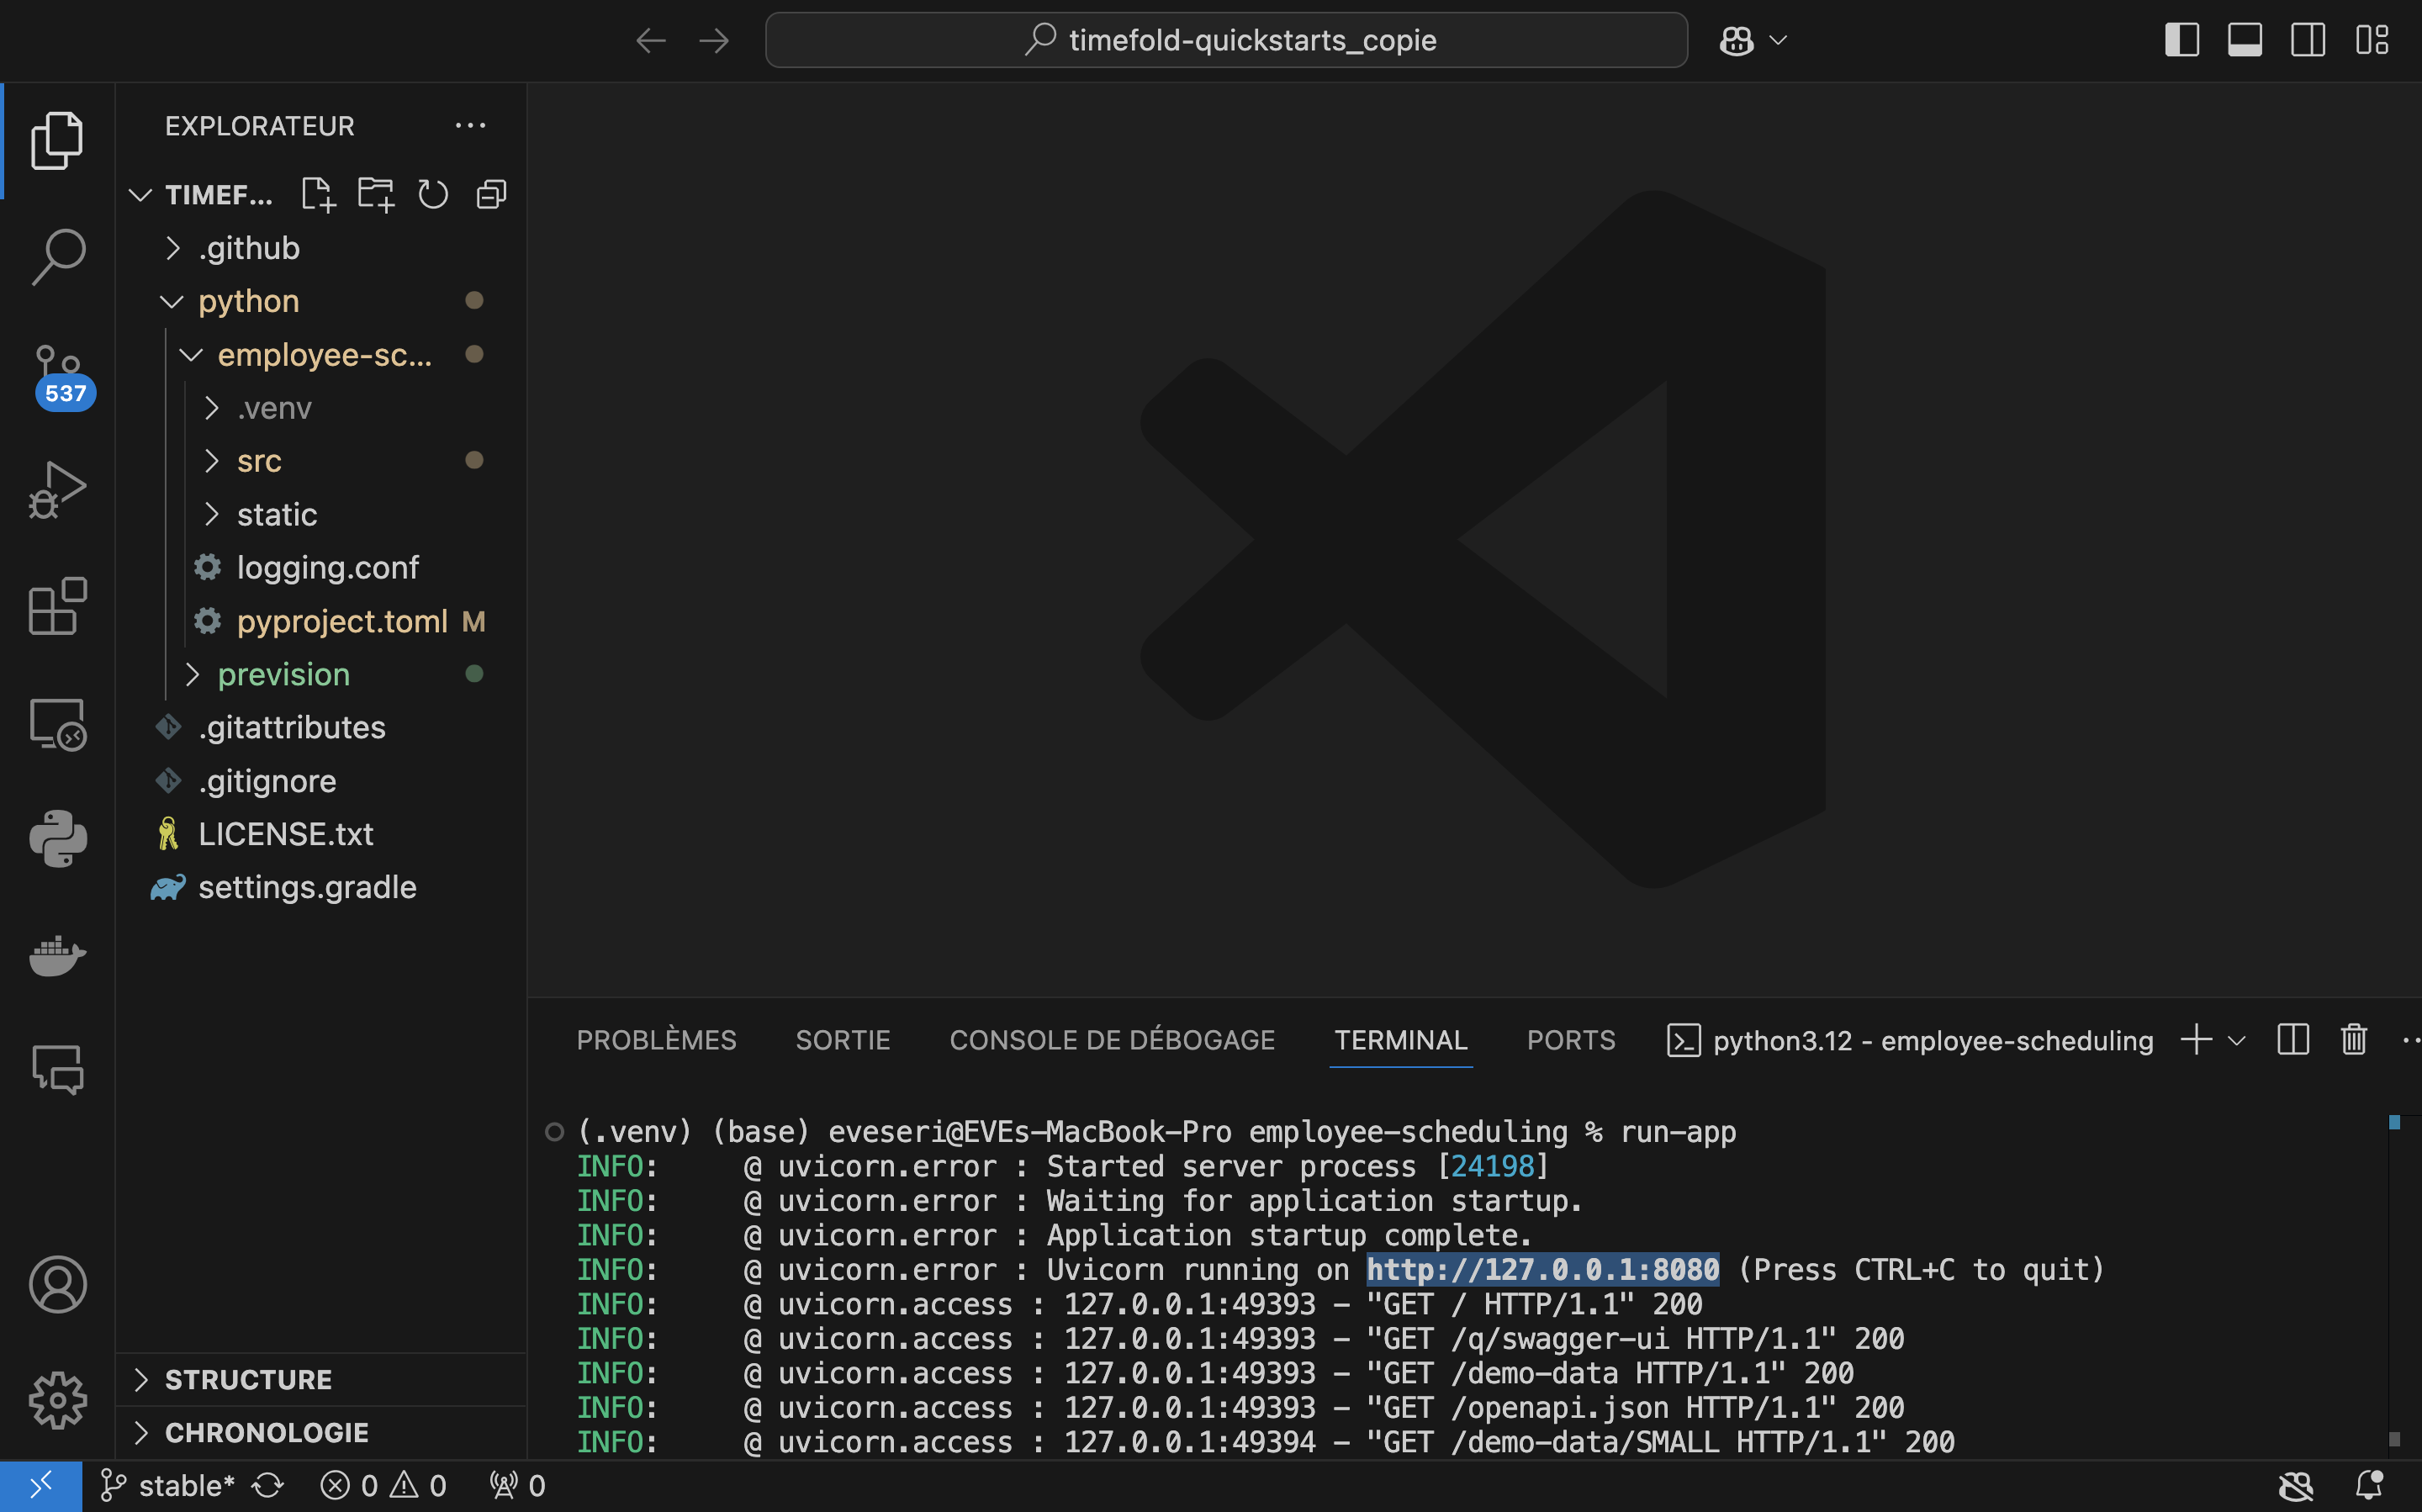 timefold-quickstarts_copie
EXPLORATEUR
TIMEF...
.github
python
employee-sc...
.venv
src
static
logging.conf
pyproject.toml M
prevision
.gitattributes
.gitignore
LICENSE.txt
settings.gradle
STRUCTURE
CHRONOLOGIE
537
PROBLÈMES SORTIE CONSOLE DE DÉBOGAGE TERMINAL PORTS python3.12 - employee-scheduling
(.venv) (base) eveseri@EVEs-MacBook-Pro employee-scheduling % run-app
INFO: @ uvicorn.error : Started server process [24198]
INFO: @ uvicorn.error : Waiting for application startup.
INFO: @ uvicorn.error : Application startup complete.
INFO: @ uvicorn.error : Uvicorn running on http://127.0.0.1:8080 (Press CTRL+C to quit)
INFO: @ uvicorn.access : 127.0.0.1:49393 - "GET / HTTP/1.1" 200
INFO: @ uvicorn.access : 127.0.0.1:49393 - "GET /q/swagger-ui HTTP/1.1" 200
INFO: @ uvicorn.access : 127.0.0.1:49393 - "GET /demo-data HTTP/1.1" 200
INFO: @ uvicorn.access : 127.0.0.1:49393 - "GET /openapi.json HTTP/1.1" 200
INFO: @ uvicorn.access : 127.0.0.1:49394 - "GET /demo-data/SMALL HTTP/1.1" 200
stable* 0 0 0